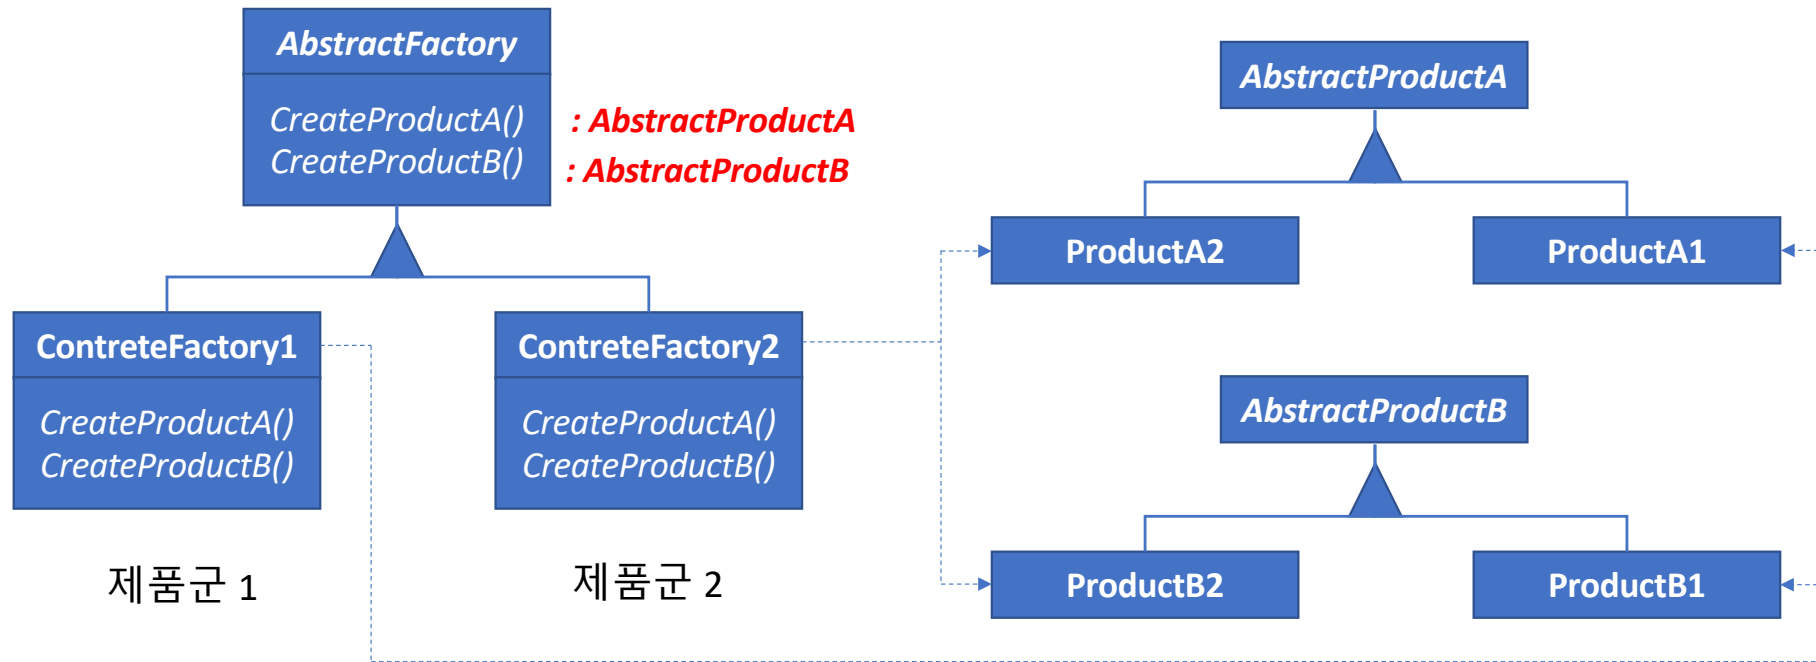 AbstractFactory
CreateProductA()
: AbstractProductA
CreateProductB()
: AbstractProductB
ContreteFactory1
CreateProductA()
CreateProductB()
제품군 1
ContreteFactory2
CreateProductA()
CreateProductB()
제품군 2
AbstractProductA
ProductA2
ProductA1
AbstractProductB
ProductB2
ProductB1